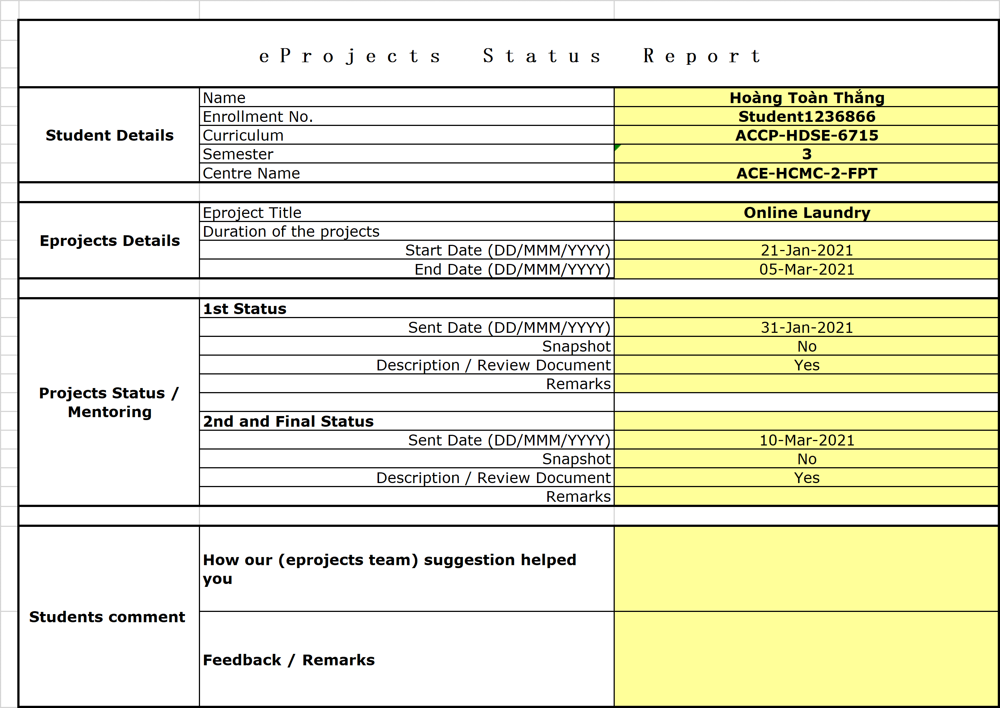 eProjects Status Report
Student Details
Name
Hoàng Toàn Thắng
Enrollment No.
Student1236866
Curriculum
ACCP-HDSE-6715
Semester
3
Centre Name
ACE-HCMC-2-FPT
Eprojects Details
Eproject Title
Online Laundry
Duration of the projects
Start Date (DD/MMM/YYYY)
21-Jan-2021
End Date (DD/MMM/YYYY)
05-Mar-2021
Projects Status /
Mentoring
1st Status
Sent Date (DD/MMM/YYYY)
31-Jan-2021
Snapshot
No
Description / Review Document
Yes
Remarks
2nd and Final Status
Sent Date (DD/MMM/YYYY)
10-Mar-2021
Snapshot
No
Description / Review Document
Yes
Remarks
Students comment
How our (eprojects team) suggestion helped
you
Feedback / Remarks